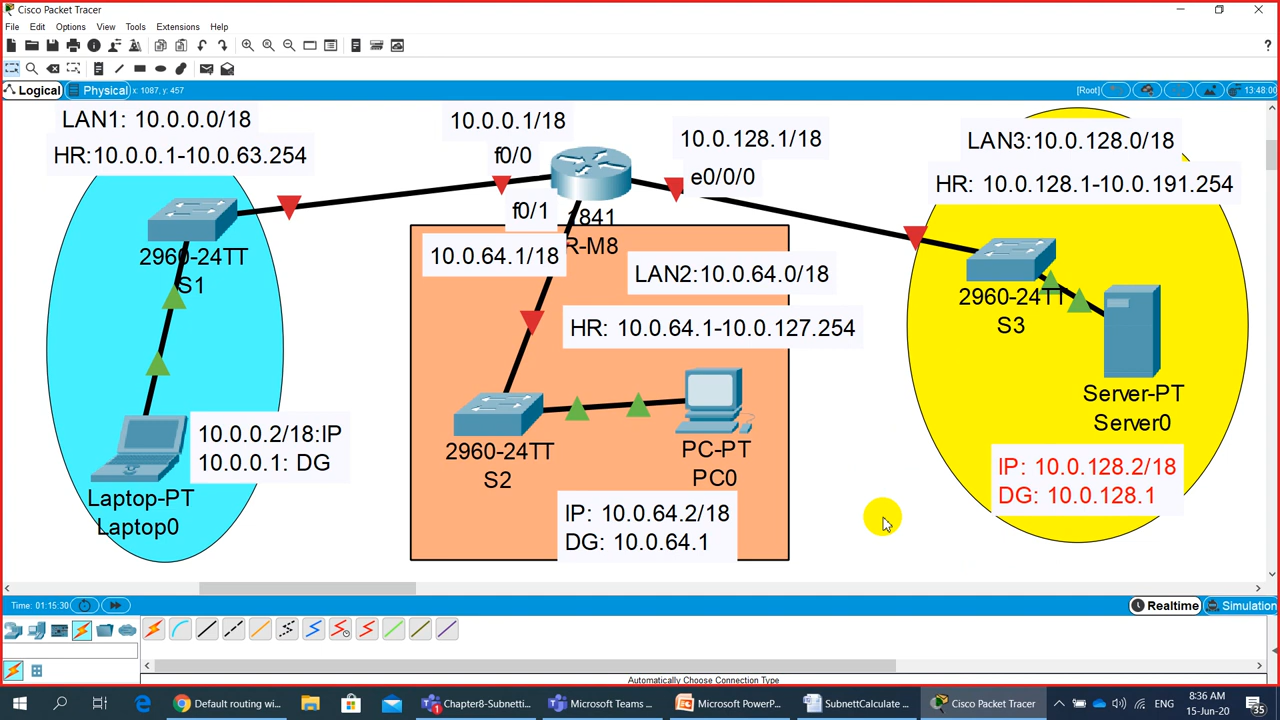 Cisco Packet Tracer
File Edit Options View Tools Extensions Help
?
Logical Physical x: 1087, y: 457 [Root] 13:48:00
LAN1: 10.0.0.0/18
HR:10.0.0.1-10.0.63.254
10.0.0.1/18
f0/0
10.0.128.1/18
e0/0/0
LAN3:10.0.128.0/18
HR: 10.0.128.1-10.0.191.254
f0/1
1841
R-M8
10.0.64.1/18
LAN2:10.0.64.0/18
HR: 10.0.64.1-10.0.127.254
2960-24TT
S1
2960-24TT
S3
10.0.0.2/18:IP
10.0.0.1: DG
Laptop-PT
Laptop0
2960-24TT
S2
PC-PT
PC0
IP: 10.0.64.2/18
DG: 10.0.64.1
Server-PT
Server0
IP: 10.0.128.2/18
DG: 10.0.128.1
Time: 01:15:30 Realtime Simulation
Automatically Choose Connection Type
Default routing wi... Chapter8-Subnetti... Microsoft Teams ... Microsoft PowerP... SubnettCalculate ... Cisco Packet Tracer ENG
8:36 AM
15-Jun-20
35